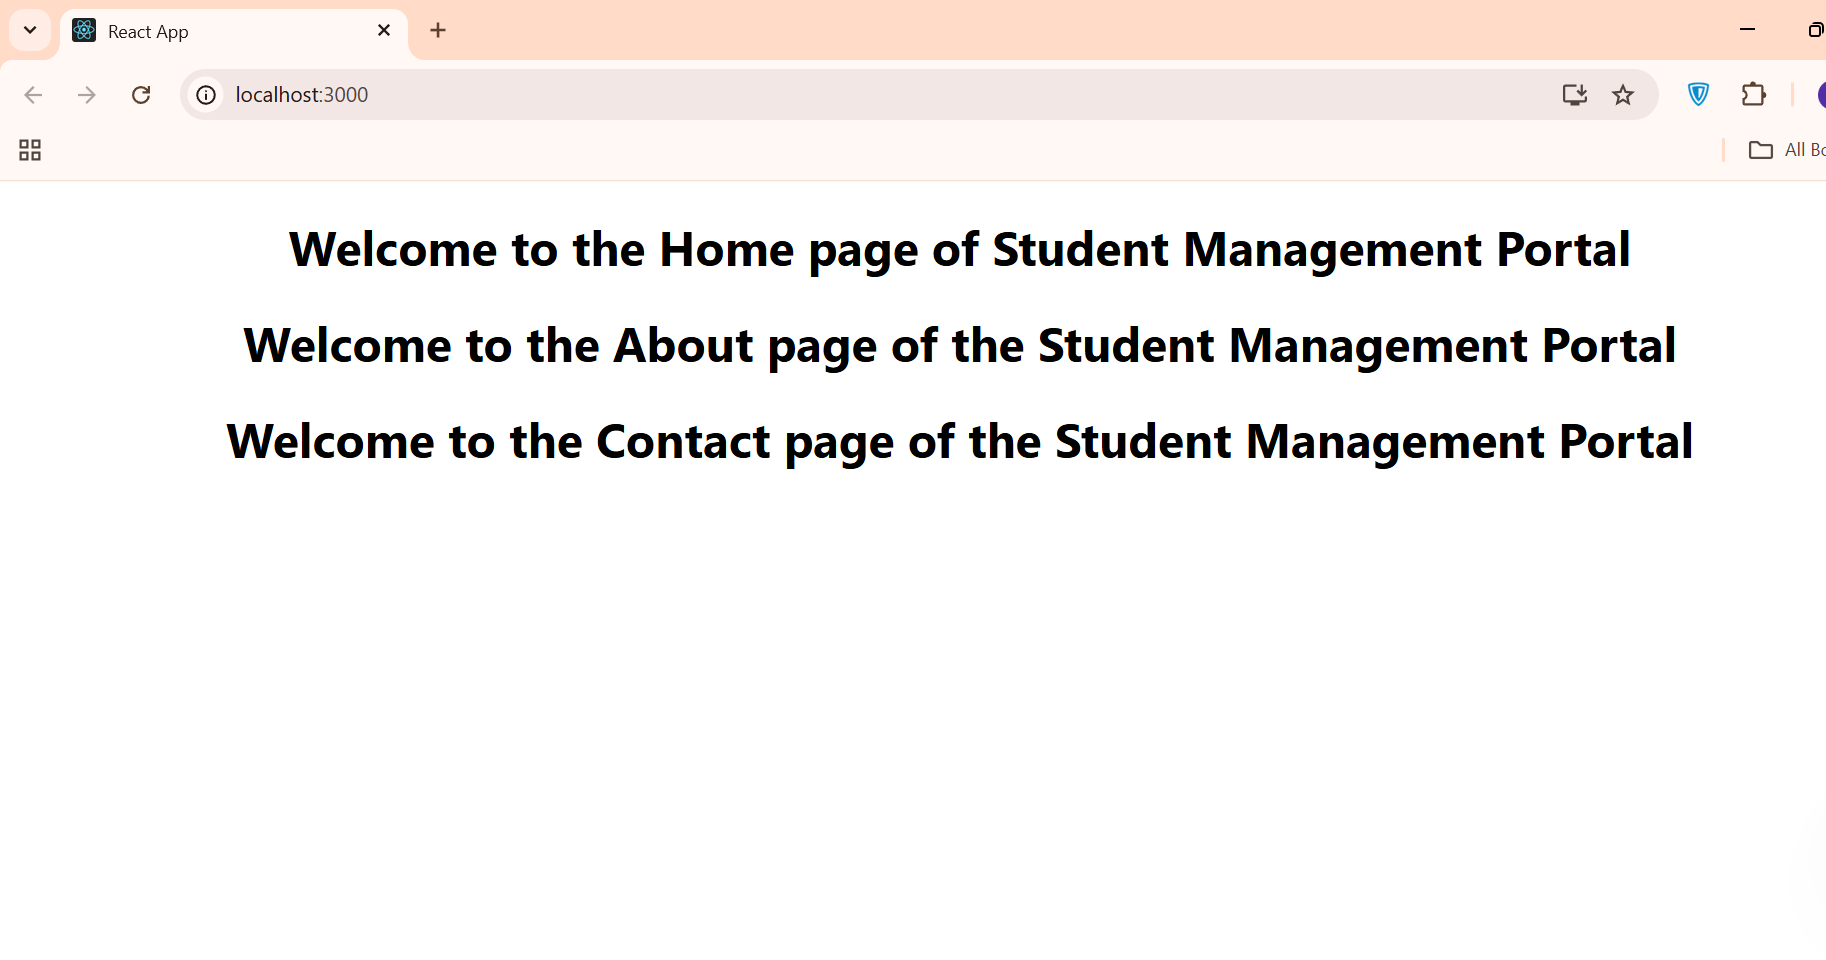 React App
localhost:3000
All Bo
Welcome to the Home page of Student Management Portal
Welcome to the About page of the Student Management Portal
Welcome to the Contact page of the Student Management Portal